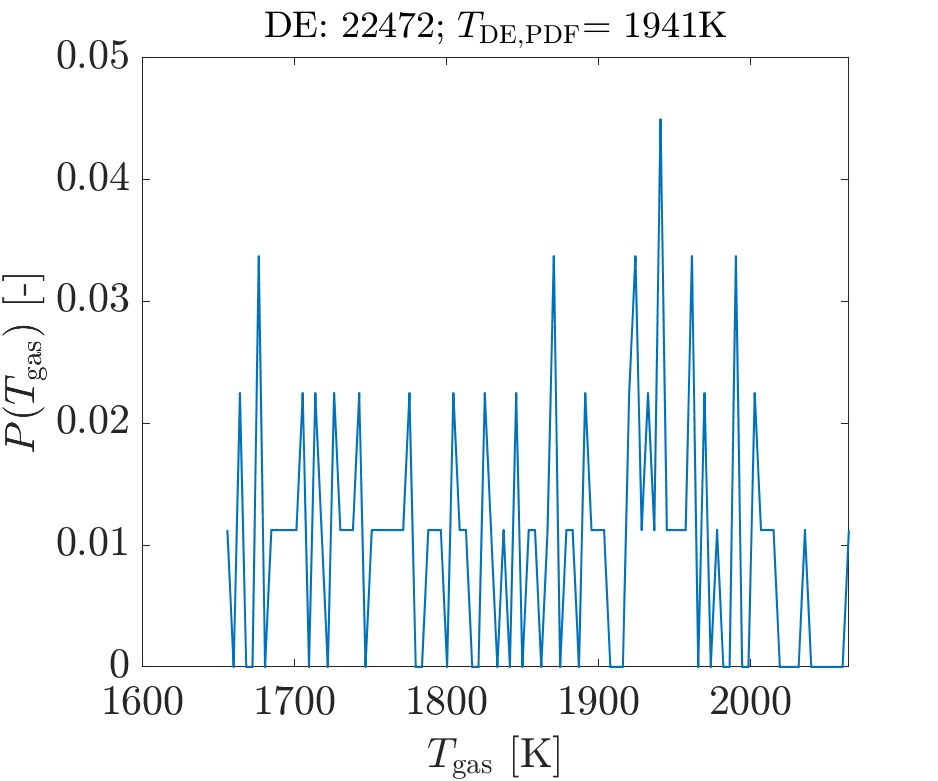 DE: 22472; T_DE,PDF= 1941K
0.05
0.04
0.03
0.02
0.01
0
P(T_gas) [-]
1600 1700 1800 1900 2000
T_gas [K]